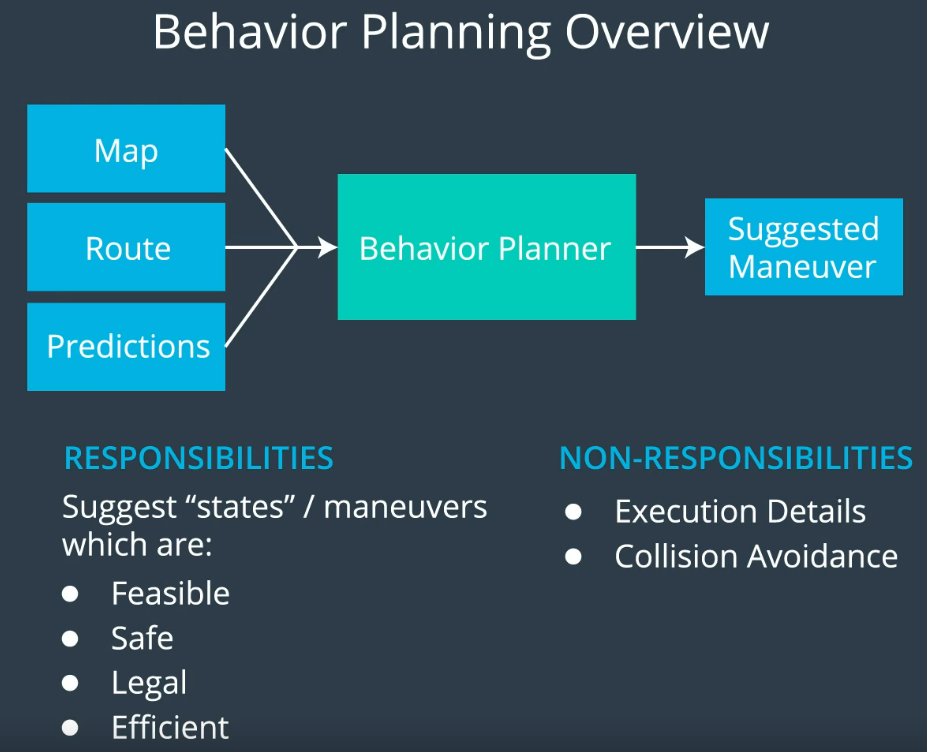 Behavior Planning Overview
Map
Route
Predictions
Behavior Planner
Suggested
Maneuver
RESPONSIBILITIES
Suggest “states” / maneuvers
which are:
● Feasible
● Safe
● Legal
● Efficient
NON-RESPONSIBILITIES
● Execution Details
● Collision Avoidance